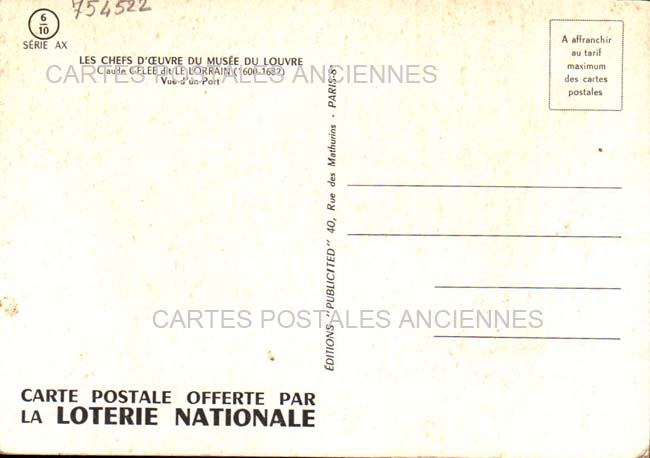 754522
6
10
SÉRIE AX
LES CHEFS D'ŒUVRE DU MUSÉE DU LOUVRE
Claude GELEE dit LE LORRAIN (1600-1682)
Vue d'un Port
CARTES POSTALES ANCIENNES
A affranchir
au tarif
maximum
des cartes
postales
ÉDITIONS "PUBLICITED" 40, Rue des Mathurins - PARIS-8ᵉ
CARTES POSTALES ANCIENNES
CARTE POSTALE OFFERTE PAR
LA LOTERIE NATIONALE